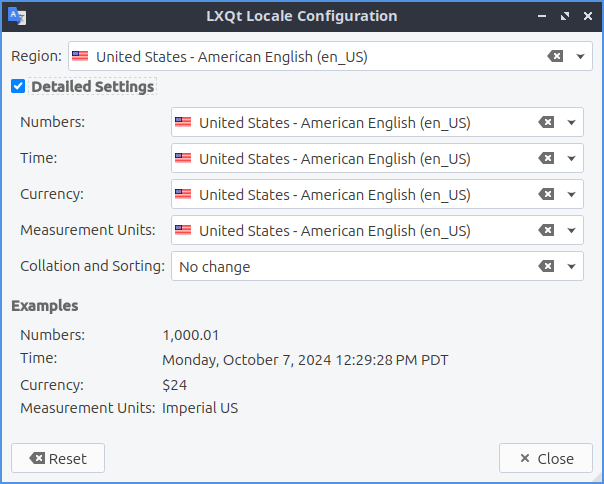 LXQt Locale Configuration
Region: United States - American English (en_US)
Detailed Settings
Numbers: United States - American English (en_US)
Time: United States - American English (en_US)
Currency: United States - American English (en_US)
Measurement Units: United States - American English (en_US)
Collation and Sorting: No change
Examples
Numbers: 1,000.01
Time: Monday, October 7, 2024 12:29:28 PM PDT
Currency: $24
Measurement Units: Imperial US
Reset Close